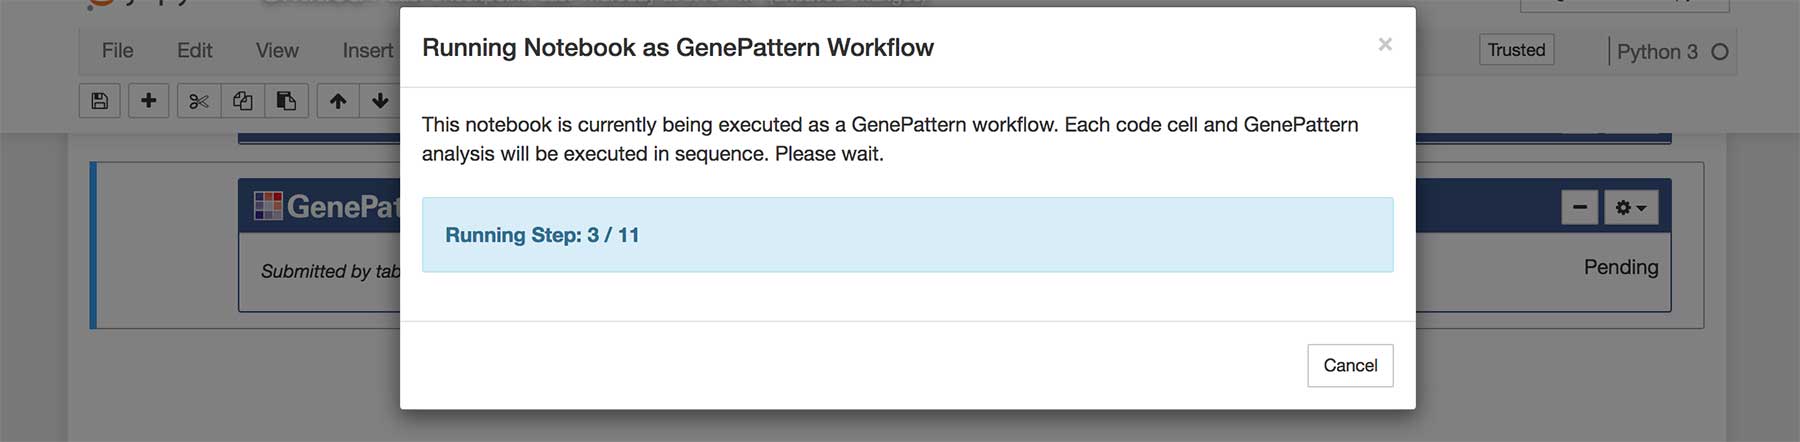 Running Notebook as GenePattern Workflow
×
File Edit View Insert
Trusted
Python 3
This notebook is currently being executed as a GenePattern workflow. Each code cell and GenePattern
analysis will be executed in sequence. Please wait.
Running Step: 3 / 11
Submitted by
Pending
Cancel